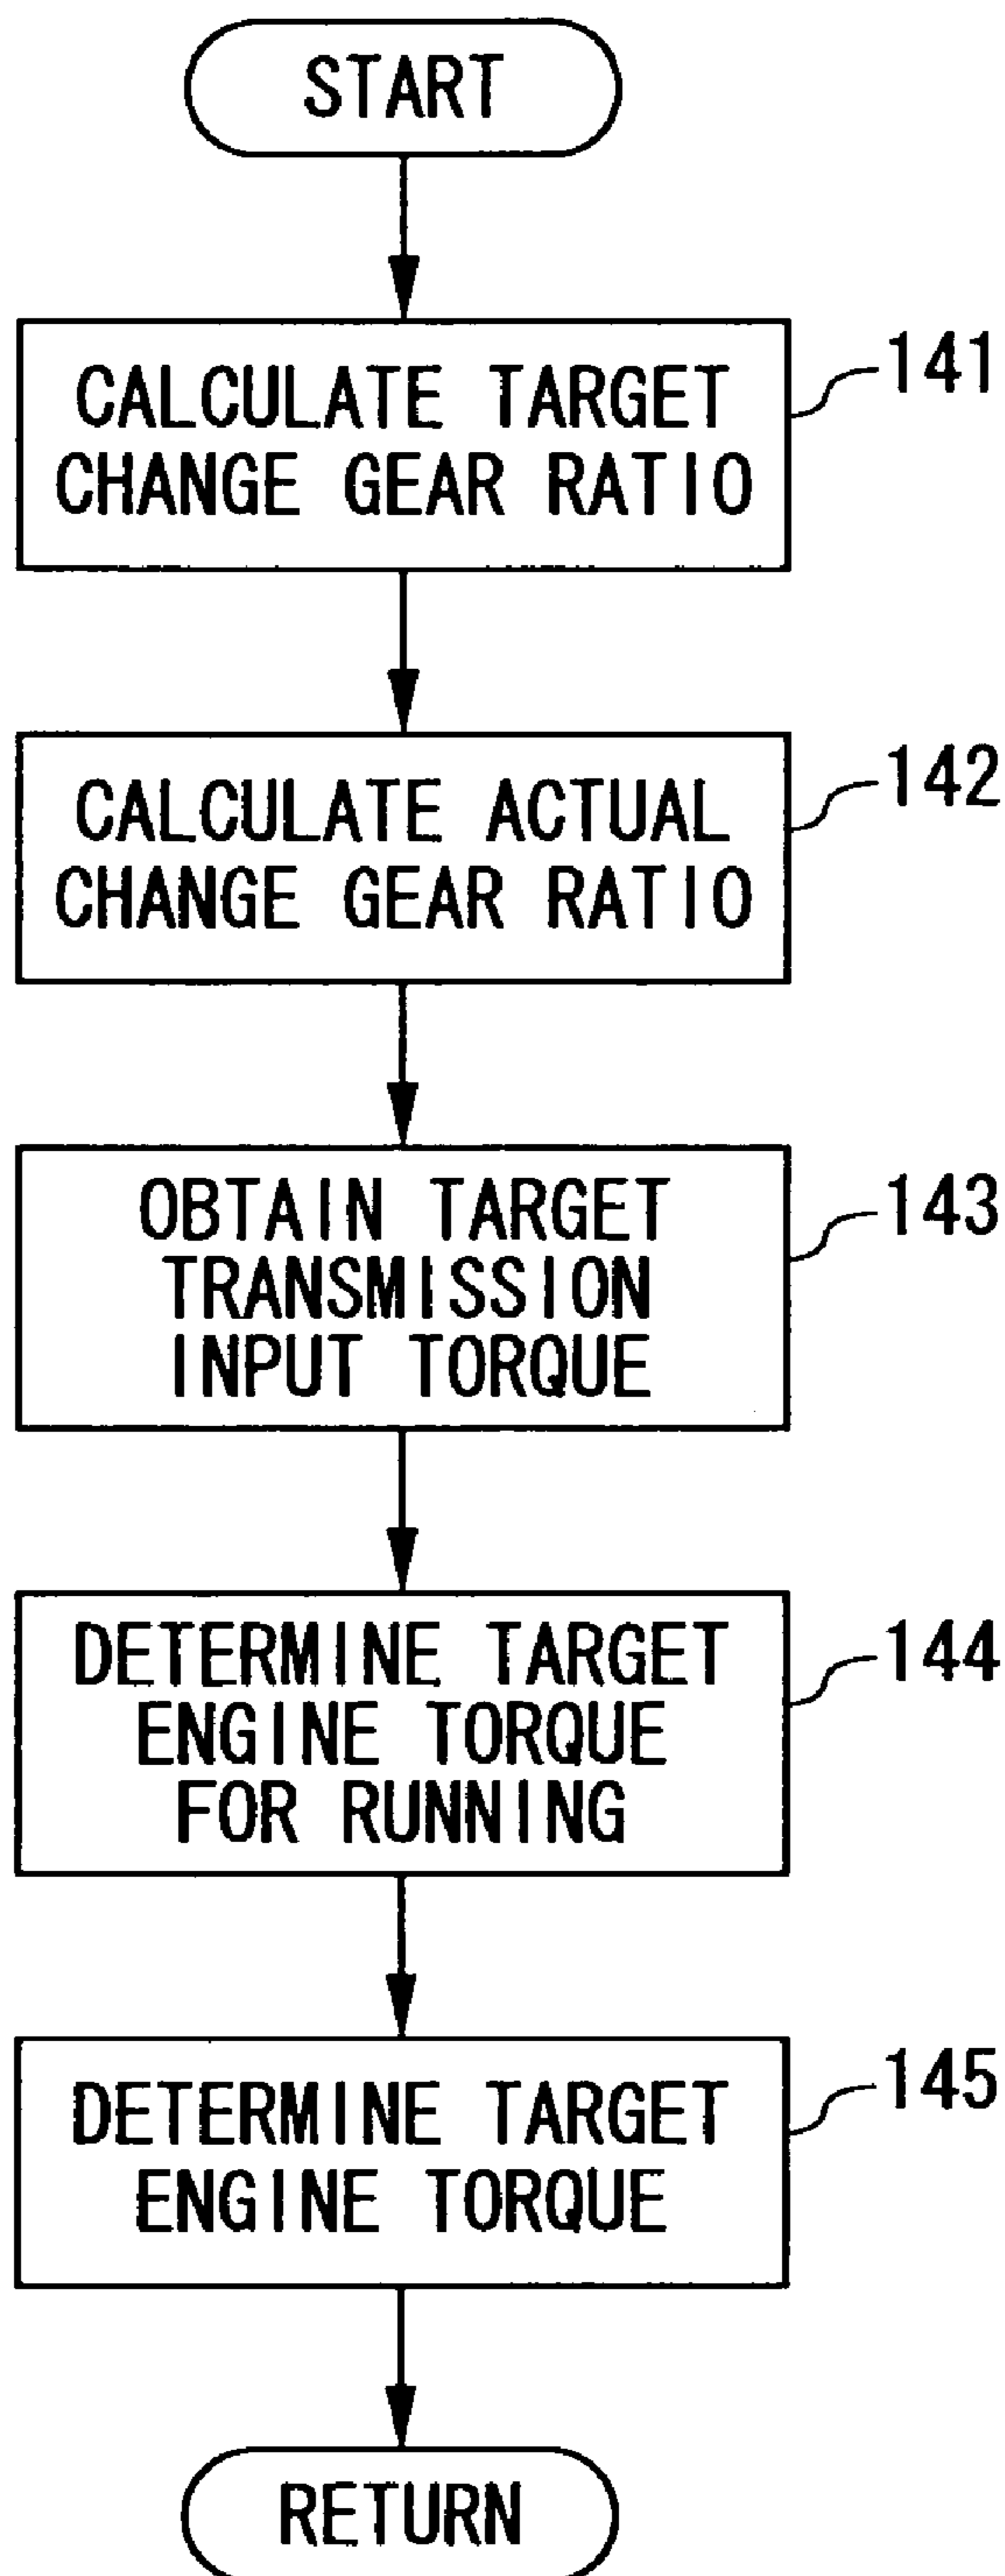 START
CALCULATE TARGET
CHANGE GEAR RATIO
141
CALCULATE ACTUAL
CHANGE GEAR RATIO
142
OBTAIN TARGET
TRANSMISSION
INPUT TORQUE
143
DETERMINE TARGET
ENGINE TORQUE
FOR RUNNING
144
DETERMINE TARGET
ENGINE TORQUE
145
RETURN